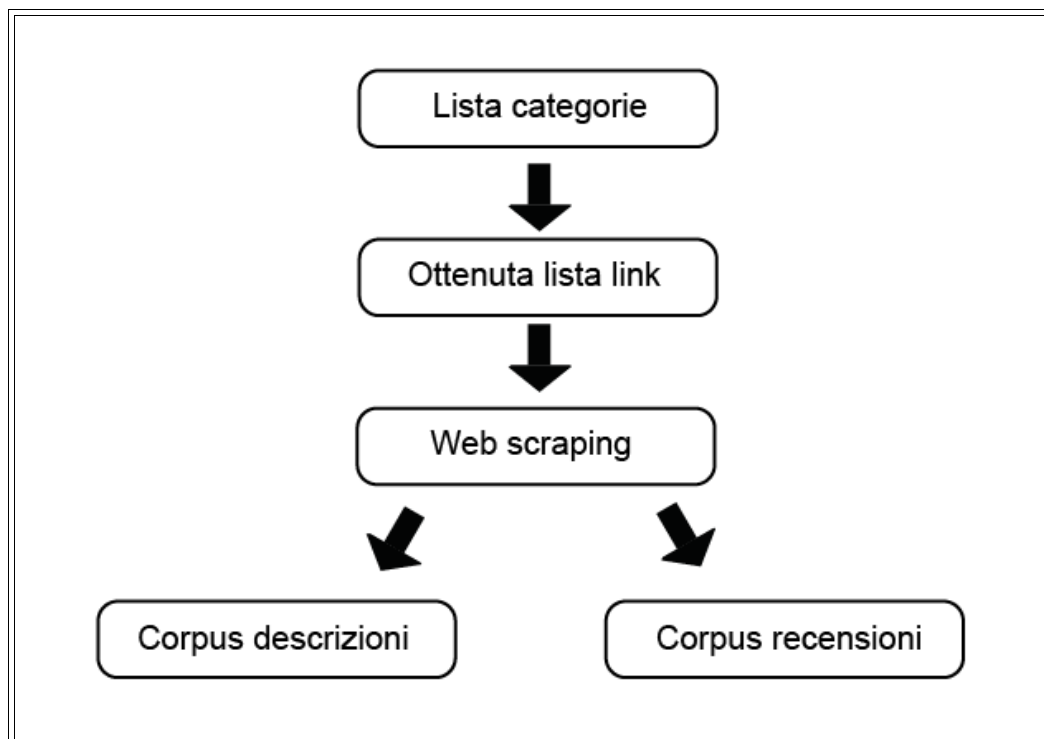 Lista categorie
Ottenuta lista link
Web scraping
Corpus descrizioni
Corpus recensioni